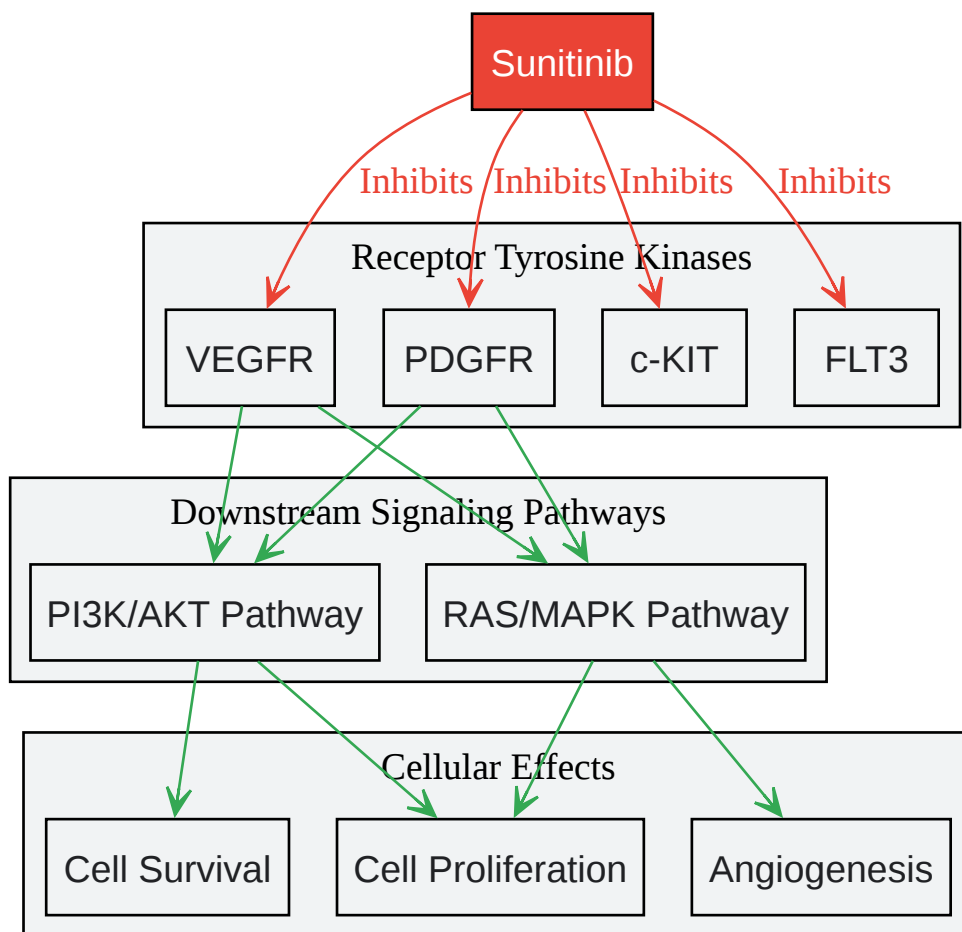 Sunitinib
Inhibits Inhibits Inhibits Inhibits
Receptor Tyrosine Kinases
VEGFR PDGFR c-KIT FLT3
Downstream Signaling Pathways
PI3K/AKT Pathway RAS/MAPK Pathway
Cellular Effects
Cell Survival Cell Proliferation Angiogenesis